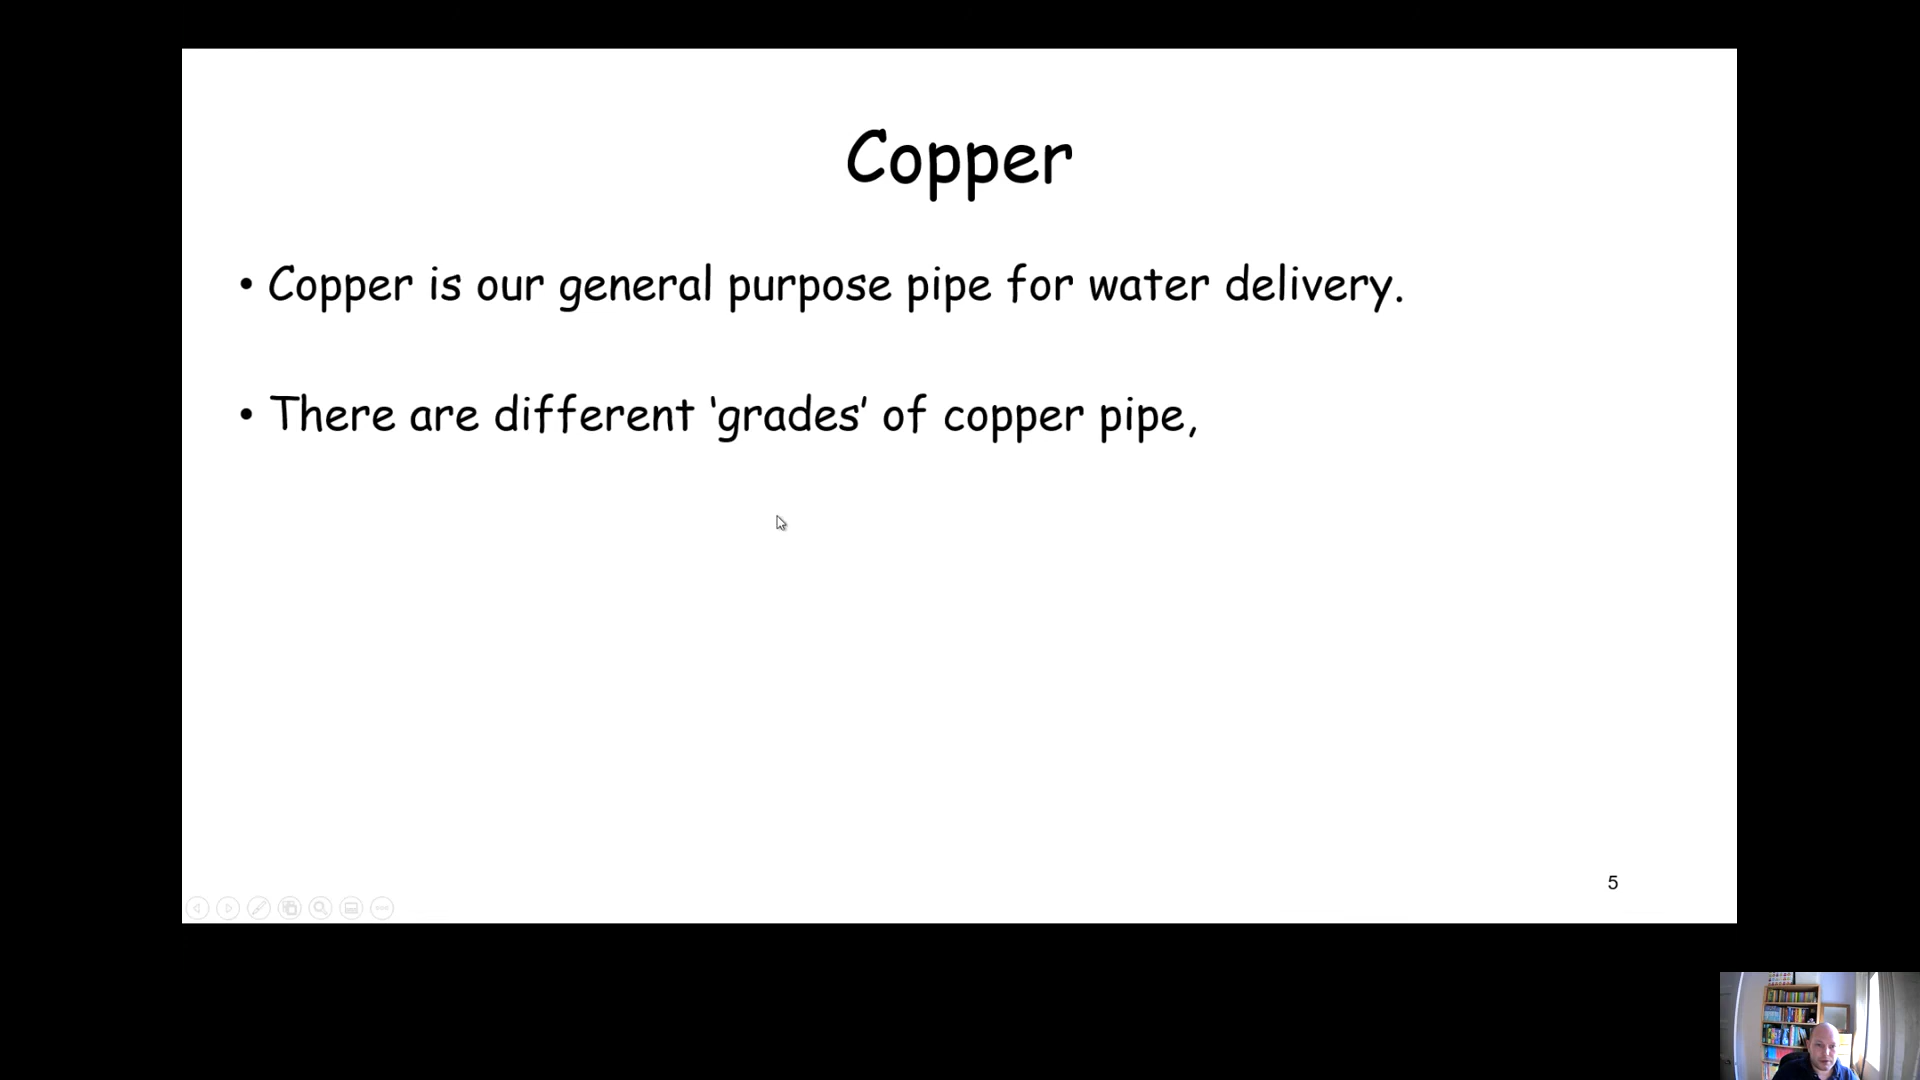 Copper
• Copper is our general purpose pipe for water delivery.
• There are different ‘grades’ of copper pipe,
5